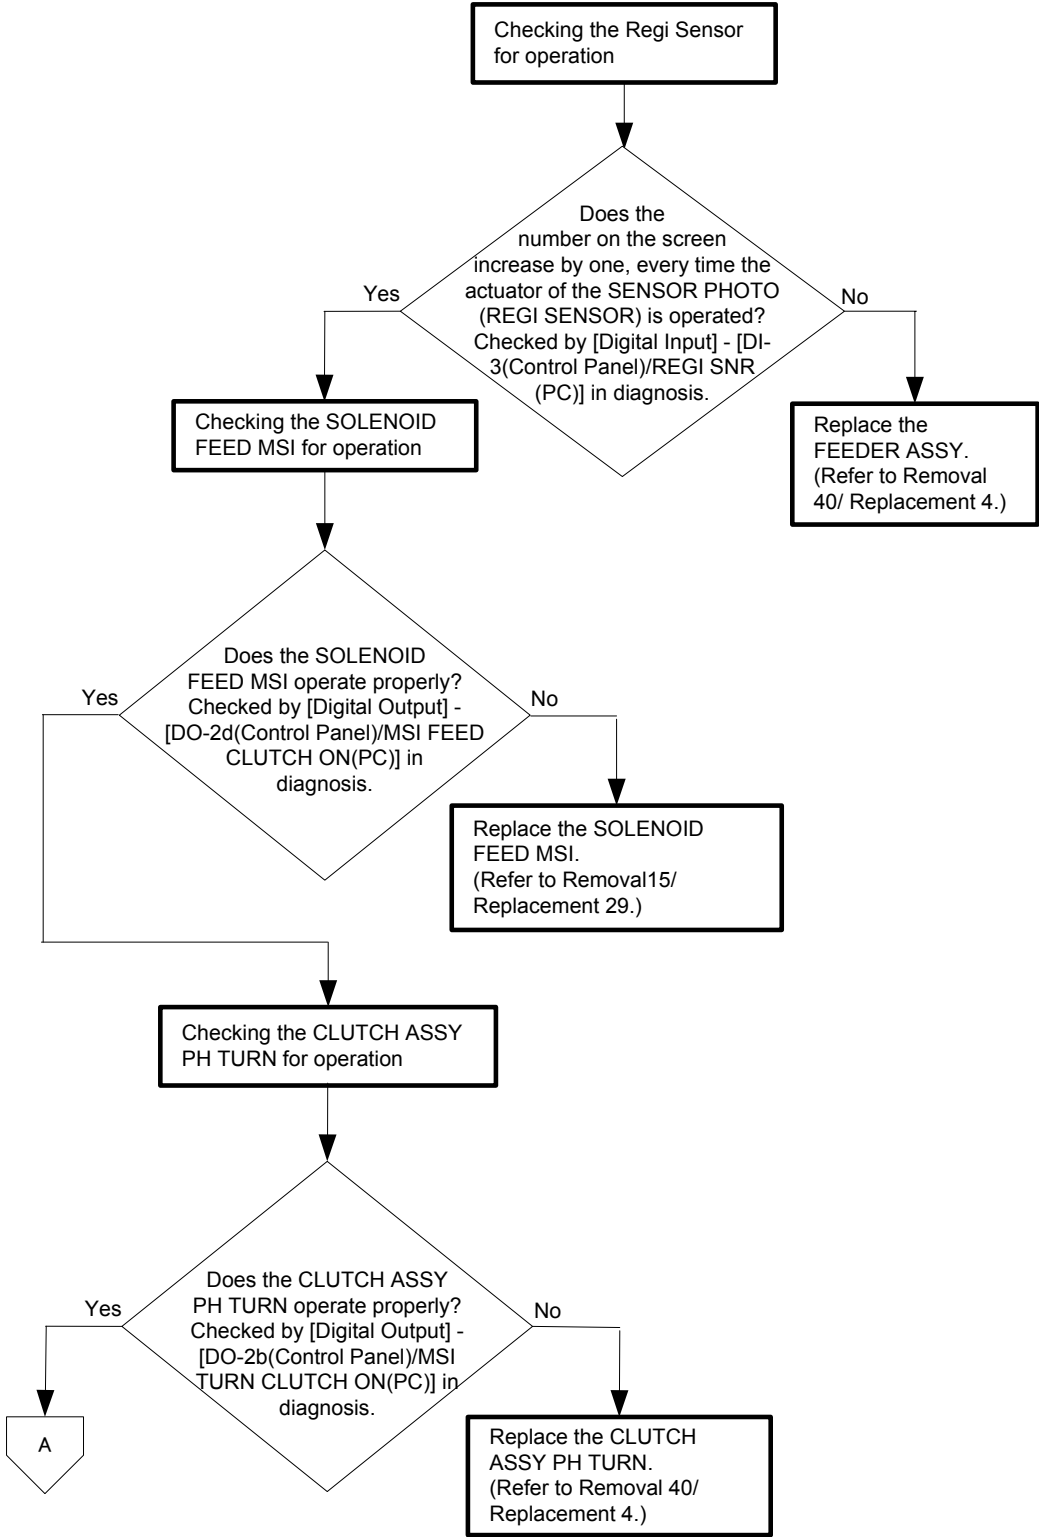 Checking the Regi Sensor
for operation
Does the
number on the screen
increase by one, every time the
actuator of the SENSOR PHOTO
(REGI SENSOR) is operated?
Checked by [Digital Input] - [DI-
3(Control Panel)/REGI SNR
(PC)] in diagnosis.
Yes
No
Checking the SOLENOID
FEED MSI for operation
Replace the
FEEDER ASSY.
(Refer to Removal
40/ Replacement 4.)
Does the SOLENOID
FEED MSI operate properly?
Checked by [Digital Output] -
[DO-2d(Control Panel)/MSI FEED
CLUTCH ON(PC)] in
diagnosis.
Yes
No
Replace the SOLENOID
FEED MSI.
(Refer to Removal15/
Replacement 29.)
Checking the CLUTCH ASSY
PH TURN for operation
Does the CLUTCH ASSY
PH TURN operate properly?
Checked by [Digital Output] -
[DO-2b(Control Panel)/MSI
TURN CLUTCH ON(PC)] in
diagnosis.
Yes
No
A
Replace the CLUTCH
ASSY PH TURN.
(Refer to Removal 40/
Replacement 4.)